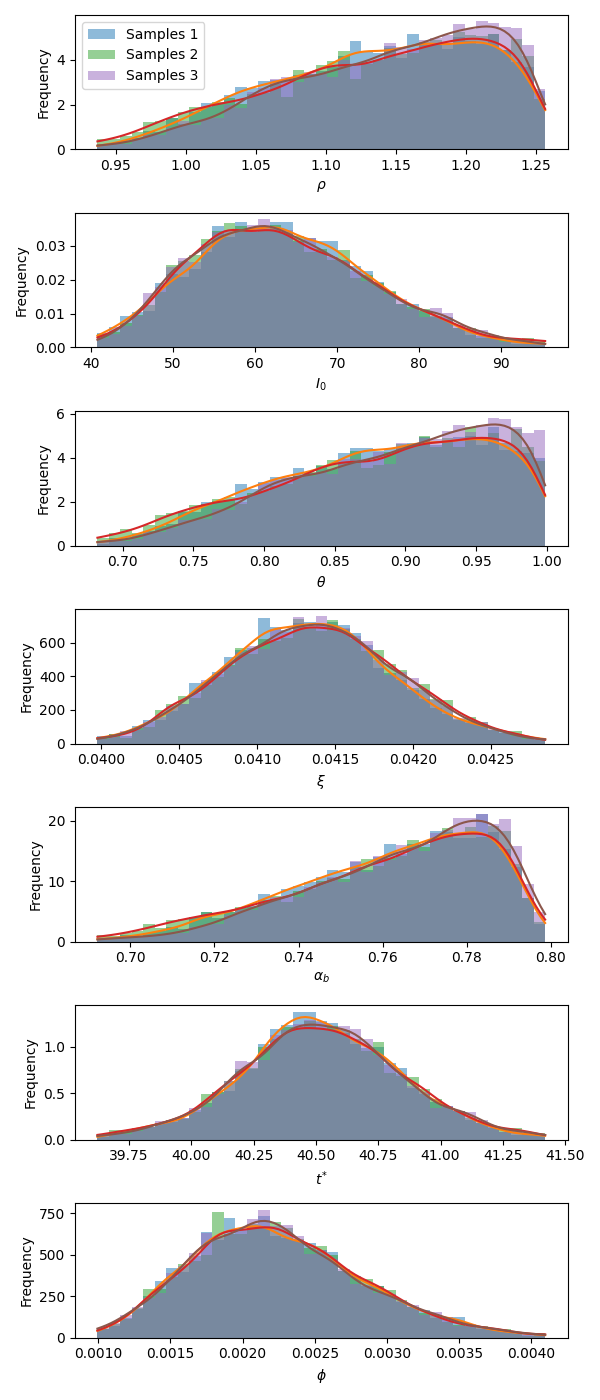 Samples 1
Samples 2
Samples 3
Frequency
4
2
0
0.95 1.00 1.05 1.10 1.15 1.20 1.25
ρ
Frequency
0.03
0.02
0.01
0.00
40 50 60 70 80 90
I₀
Frequency
6
4
2
0
0.70 0.75 0.80 0.85 0.90 0.95 1.00
θ
Frequency
600
400
200
0
0.0400 0.0405 0.0410 0.0415 0.0420 0.0425
ξ
Frequency
20
10
0
0.70 0.72 0.74 0.76 0.78 0.80
α_b
Frequency
1.0
0.5
0.0
39.75 40.00 40.25 40.50 40.75 41.00 41.25 41.50
t*
Frequency
750
500
250
0
0.0010 0.0015 0.0020 0.0025 0.0030 0.0035 0.0040
ϕ